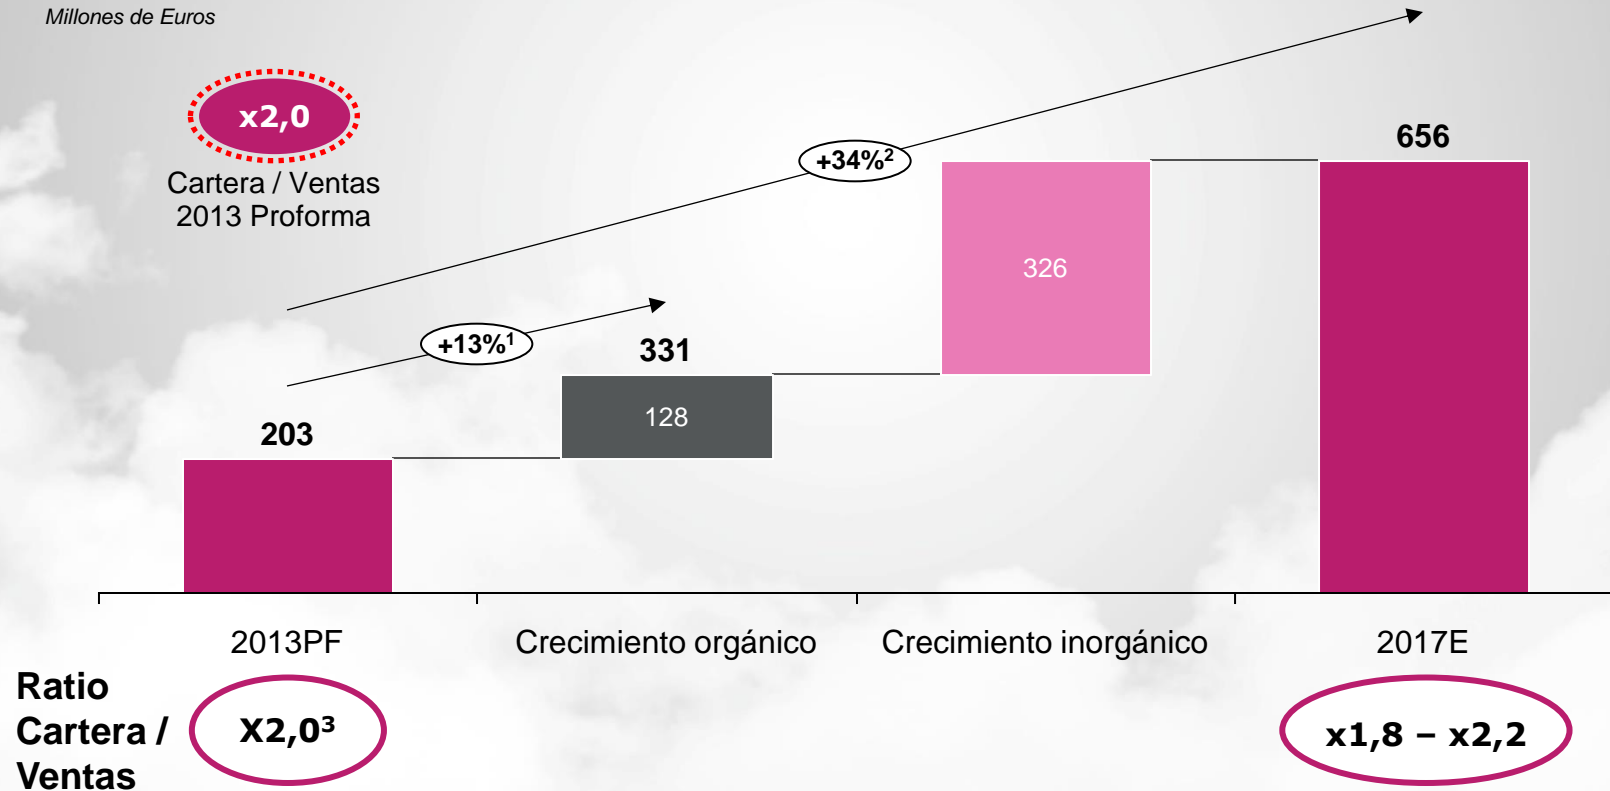 Millones de Euros
x2,0
Cartera / Ventas
2013 Proforma
+34%²
656
326
+13%¹
331
128
203
2013PF
Crecimiento orgánico
Crecimiento inorgánico
2017E
Ratio
Cartera /
Ventas
X2,0³
x1,8 – x2,2